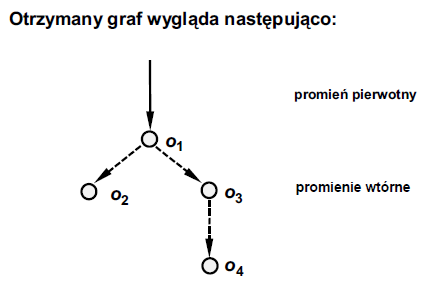 Otrzymany graf wygląda następująco:
promień pierwotny
o1
o2
o3
promienie wtórne
o4